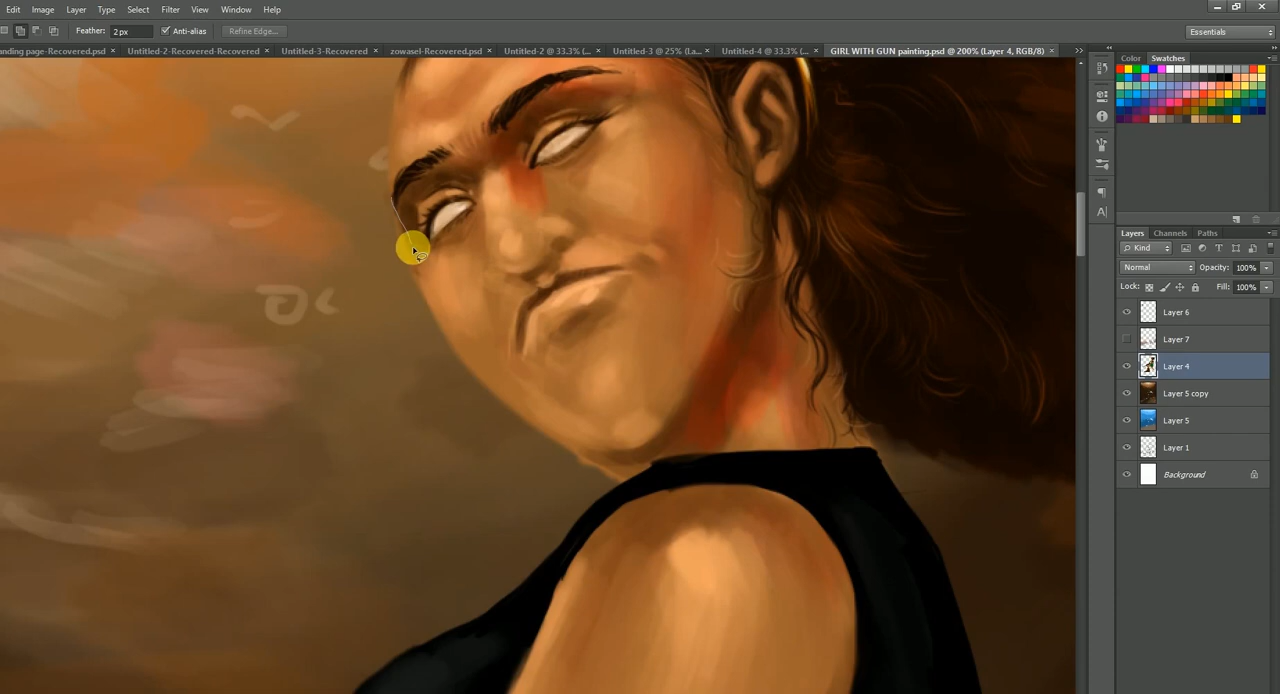 Edit Image Layer Type Select Filter View Window Help
Feather: 2 px Anti-alias Refine Edge... Essentials
anding page-Recovered.psd × Untitled-2-Recovered-Recovered × Untitled-3-Recovered × zowasel-Recovered.psd × Untitled-2 @ 33.3% (... × Untitled-3 @ 25% (La... × Untitled-4 @ 33.3% (... × GIRL WITH GUN painting.psd @ 200% (Layer 4, RGB/8) ×
Color Swatches
Layers Channels Paths
Kind
Normal Opacity: 100%
Lock: Fill: 100%
Layer 6
Layer 7
Layer 4
Layer 5 copy
Layer 5
Layer 1
Background